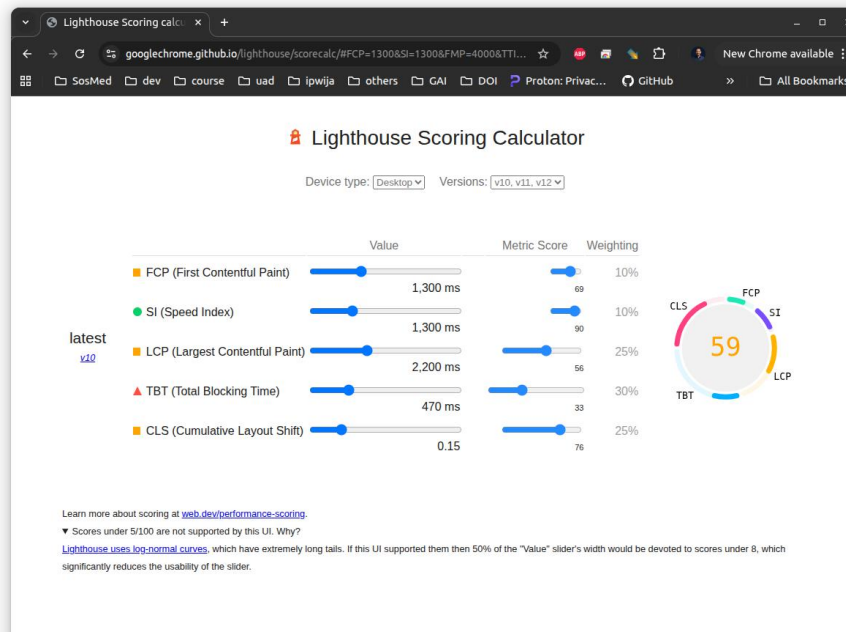 Lighthouse Scoring calcu
googlechrome.github.io/lighthouse/scorecalc/#FCP=1300&SI=1300&FMP=4000&TTI...
ABP
New Chrome available
SosMed dev course uad ipwija others GAI DOI Proton: Privac... GitHub » All Bookmarks
Lighthouse Scoring Calculator
Device type: Desktop Versions: v10, v11, v12
Value Metric Score Weighting
FCP (First Contentful Paint) 10%
1,300 ms 69
SI (Speed Index) 10%
1,300 ms 90
latest
v10
LCP (Largest Contentful Paint) 25%
2,200 ms 56
TBT (Total Blocking Time) 30%
470 ms 33
CLS (Cumulative Layout Shift) 25%
0.15 76
FCP
SI
LCP
TBT
CLS
59
Learn more about scoring at web.dev/performance-scoring.
▼ Scores under 5/100 are not supported by this UI. Why?
Lighthouse uses log-normal curves, which have extremely long tails. If this UI supported them then 50% of the "Value" slider's width would be devoted to scores under 8, which
significantly reduces the usability of the slider.